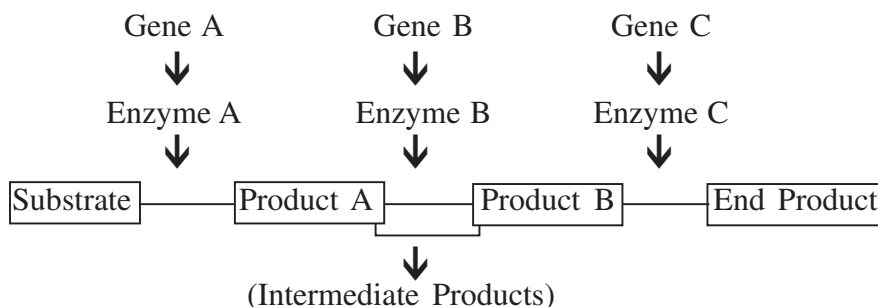 Gene A Gene B Gene C
Enzyme A Enzyme B Enzyme C
Substrate Product A Product B End Product
(Intermediate Products)